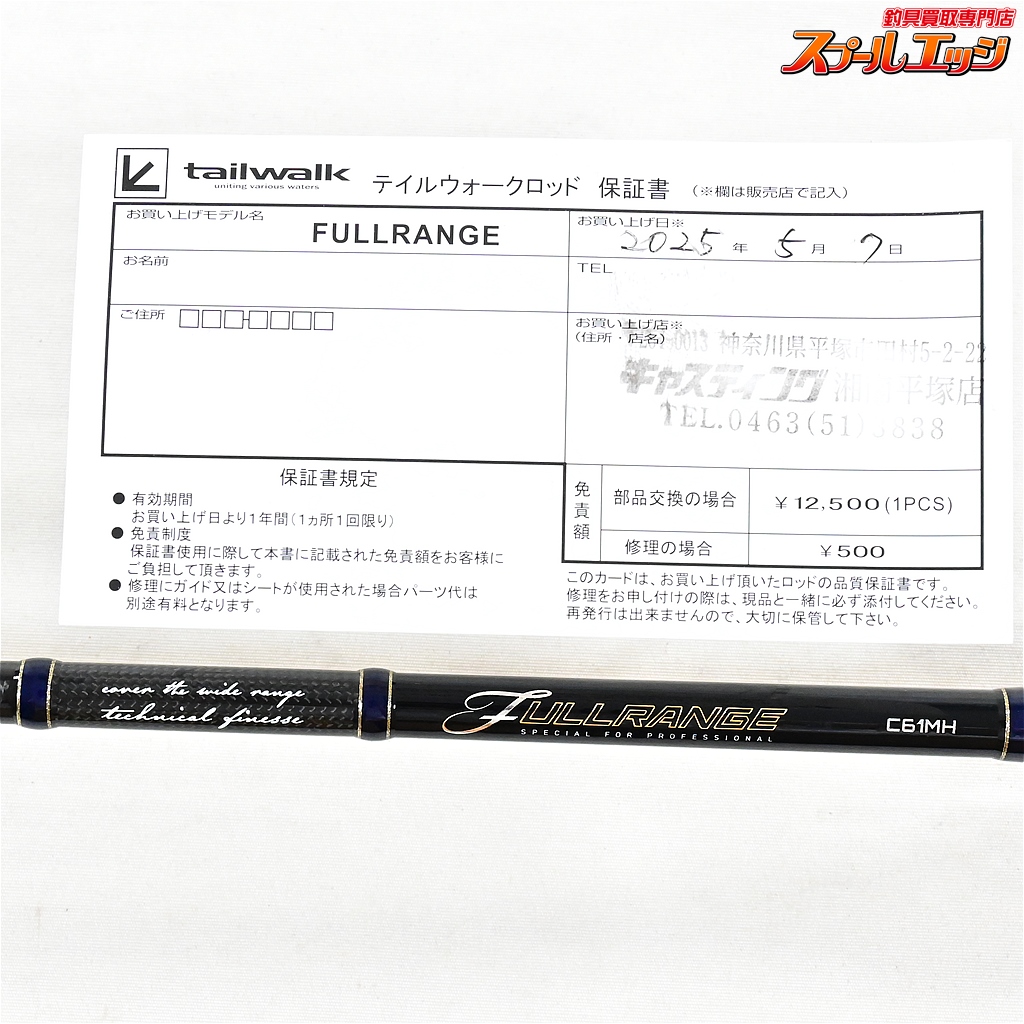 釣具買取専門店
スプールエッジ
tailwalk
uniting various waters
テイルウォークロッド 保証書 (※欄は販売店で記入)
お買い上げモデル名
FULLRANGE
お買い上げ日※
2025 年 5 月 7 日
お名前
TEL
ご住所
お買い上げ店※
(住所・店名)
神奈川県平塚 5-2-22
キャスティング 湘南平塚店
TEL.0463(51) 838
保証書規定
● 有効期間
お買い上げ日より1年間(1ヵ所1回限り)
● 免責制度
保証書使用に際して本書に記載された免責額をお客様に
ご負担して頂きます。
● 修理にガイド又はシートが使用された場合パーツ代は
別途有料となります。
免責額
部品交換の場合
¥12,500(1PCS)
修理の場合
¥500
このカードは、お買い上げ頂いたロッドの品質保証書です。
修理をお申し付けの際は、現品と一緒に必ず添付してください。
再発行は出来ませんので、大切に保管して下さい。
cover the wide range
technical finesse
FULLRANGE
SPECIAL FOR PROFESSIONAL
C61MH